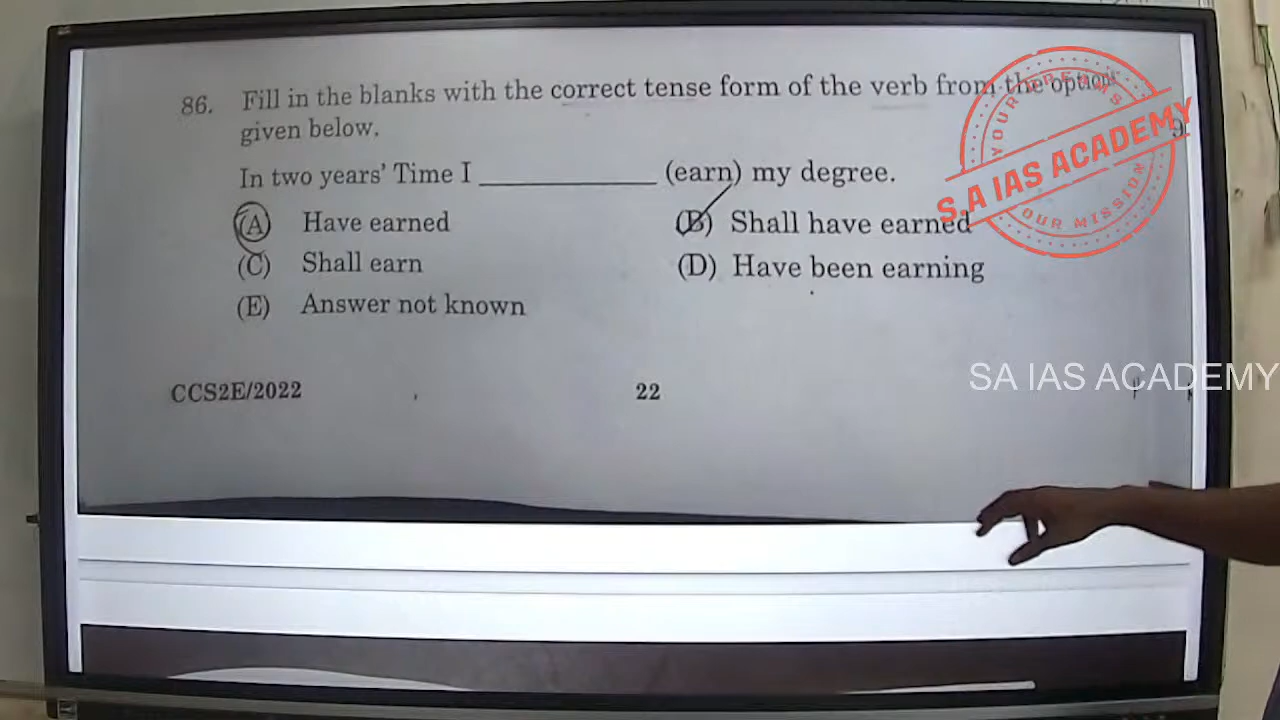 86. Fill in the blanks with the correct tense form of the verb from the option
given below.
In two years' Time I ____________ (earn) my degree.
(A) Have earned (B) Shall have earned
(C) Shall earn (D) Have been earning
(E) Answer not known
CCS2E/2022 22
S.A IAS ACADEMY
OUR MISSION
SA IAS ACADEMY